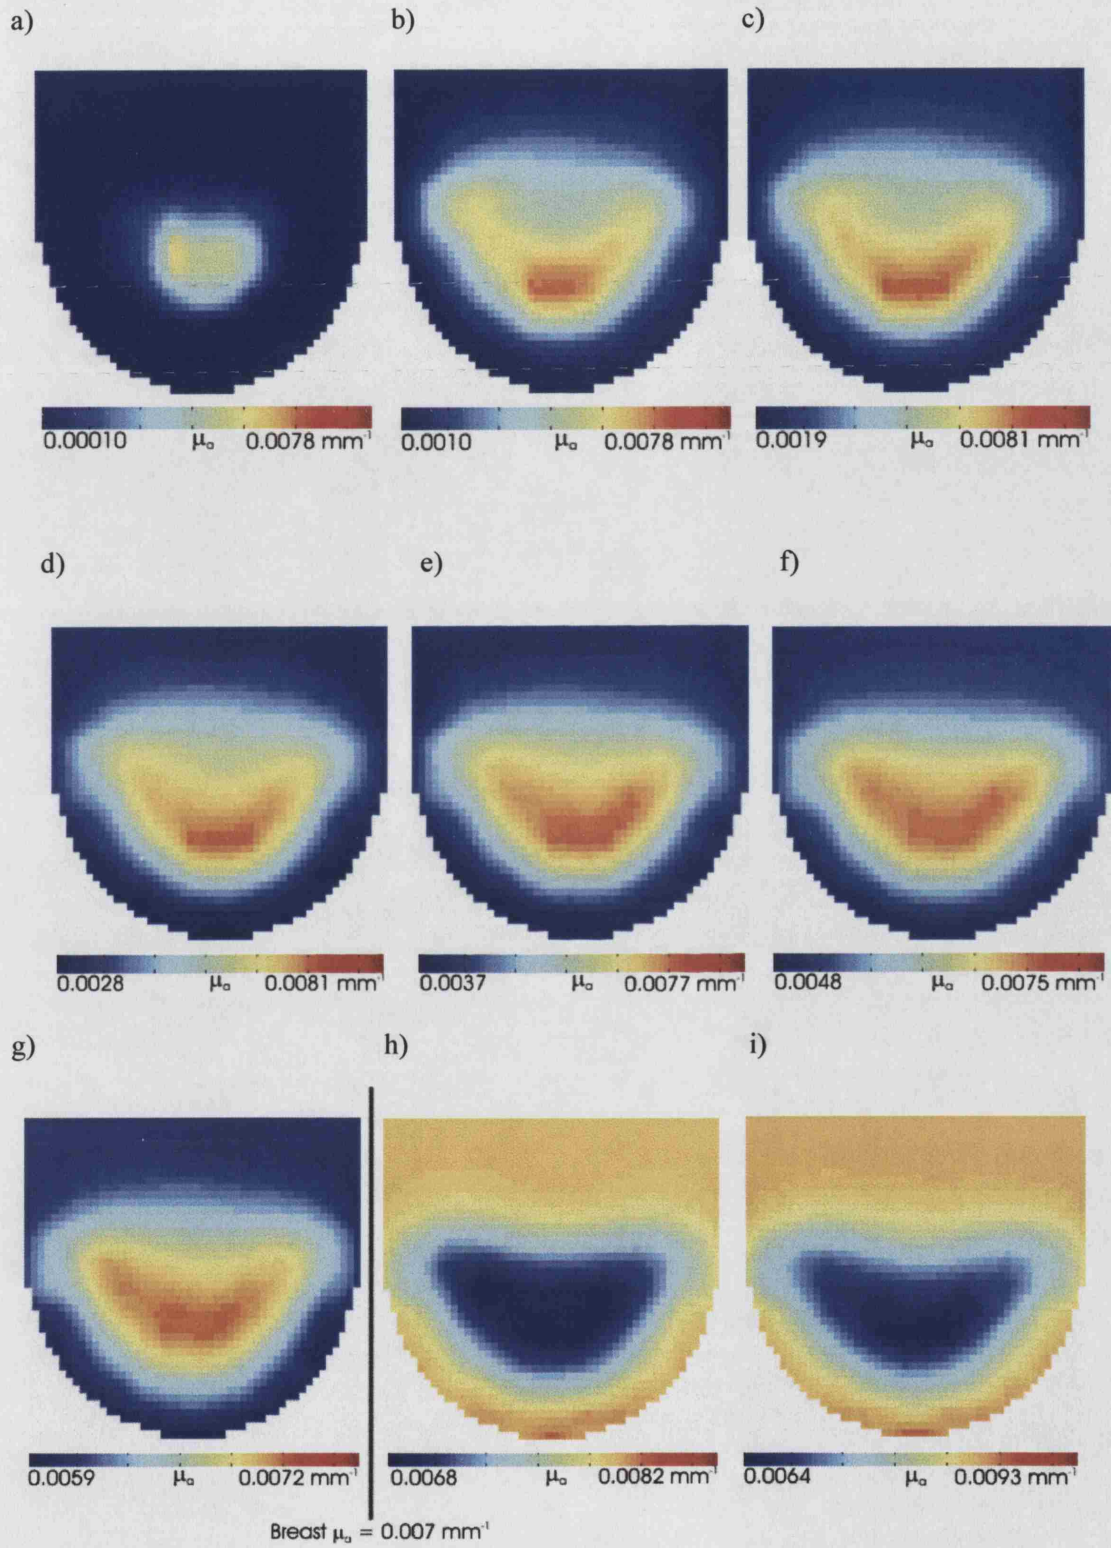 a) b) c)
0.00010 μₐ 0.0078 mm⁻¹ 0.0010 μₐ 0.0078 mm⁻¹ 0.0019 μₐ 0.0081 mm⁻¹
d) e) f)
0.0028 μₐ 0.0081 mm⁻¹ 0.0037 μₐ 0.0077 mm⁻¹ 0.0048 μₐ 0.0075 mm⁻¹
g) h) i)
0.0059 μₐ 0.0072 mm⁻¹ 0.0068 μₐ 0.0082 mm⁻¹ 0.0064 μₐ 0.0093 mm⁻¹
Breast μₐ = 0.007 mm⁻¹